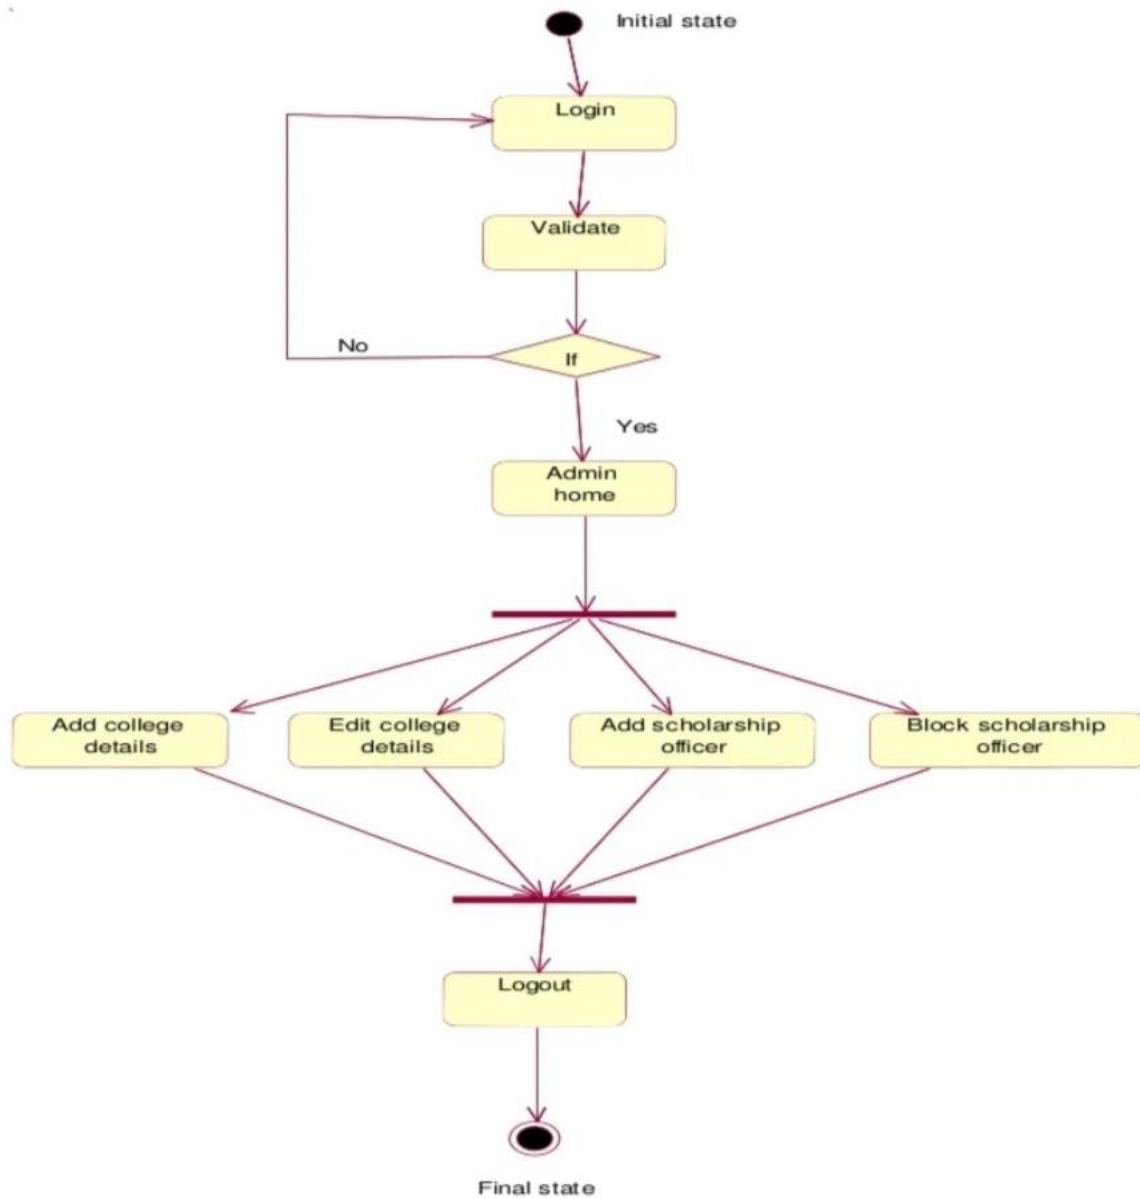 Initial state
Login
Validate
No
If
Yes
Admin
home
Add college
details
Edit college
details
Add scholarship
officer
Block scholarship
officer
Logout
Final state